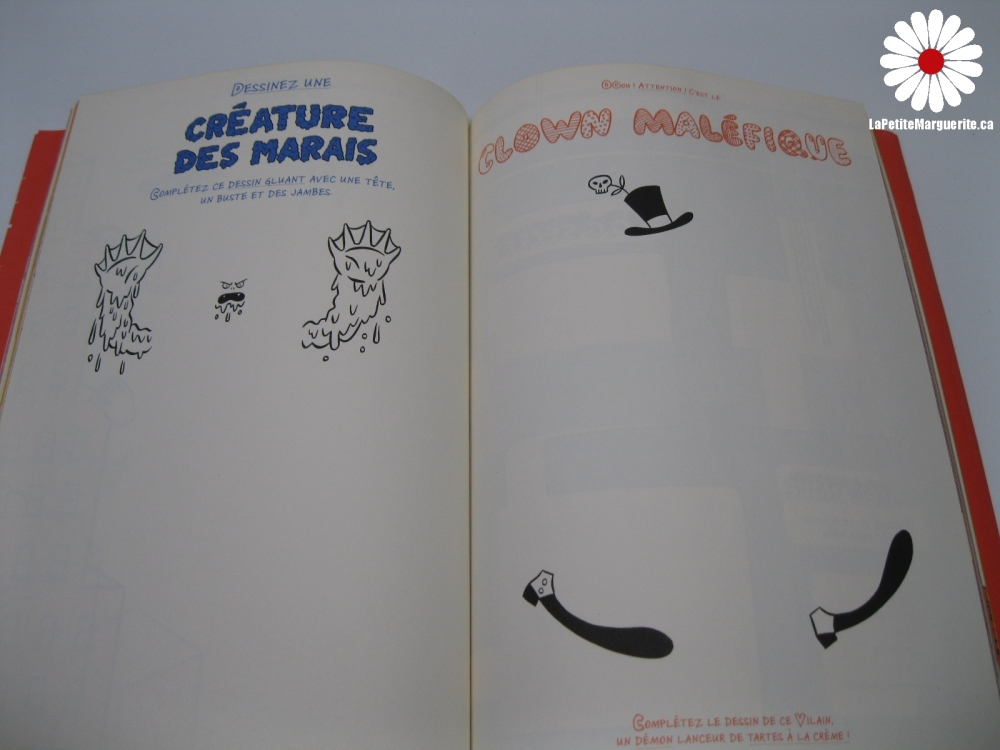 DESSINEZ UNE
CRÉATURE
DES MARAIS
COMPLÉTEZ CE DESSIN GLUANT AVEC UNE TÊTE,
UN BUSTE ET DES JAMBES.
ATTENTION ! C'EST LE
CLOWN MALÉFIQUE
COMPLÉTEZ LE DESSIN DE CE VILAIN,
UN DÉMON LANCEUR DE TARTES À LA CRÈME !
LaPetiteMarguerite.ca